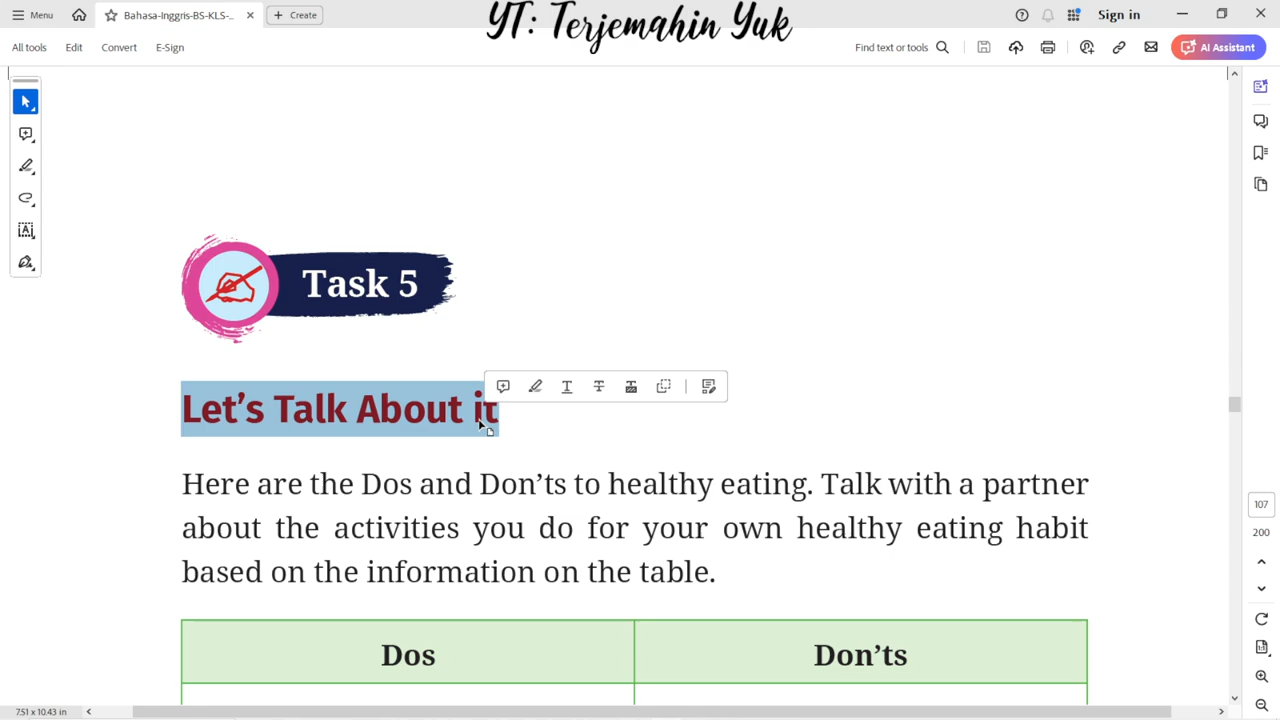 Menu
Bahasa-Inggris-BS-KLS-...
Create
YT: Terjemahin Yuk
Sign in
All tools
Edit
Convert
E-Sign
Find text or tools
AI Assistant
Task 5
Let's Talk About it
Here are the Dos and Don'ts to healthy eating. Talk with a partner
about the activities you do for your own healthy eating habit
based on the information on the table.
Dos
Don'ts
107
200
7.51 x 10.43 in